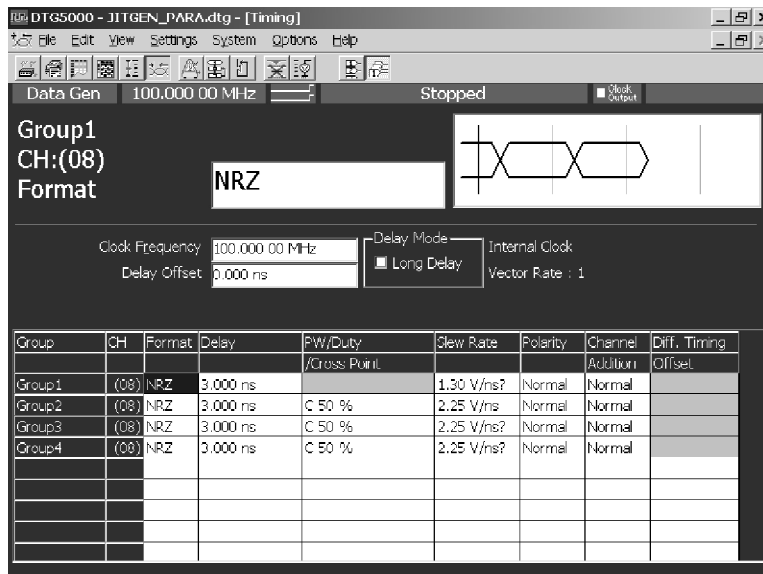 DTG5000 - JITGEN_PARA.dtg - [Timing]
File Edit View Settings System Options Help
Data Gen 100.000 00 MHz Stopped Clock Output
Group1
CH:(08)
Format
NRZ
Clock Frequency 100.000 00 MHz
Delay Offset 0.000 ns
Delay Mode
Long Delay
Internal Clock
Vector Rate : 1
Group CH Format Delay PW/Duty Slew Rate Polarity Channel Diff. Timing
/Cross Point Addition Offset
Group1 (08) NRZ 3.000 ns 1.30 V/ns? Normal Normal
Group2 (08) NRZ 3.000 ns C 50 % 2.25 V/ns Normal Normal
Group3 (08) NRZ 3.000 ns C 50 % 2.25 V/ns? Normal Normal
Group4 (08) NRZ 3.000 ns C 50 % 2.25 V/ns? Normal Normal